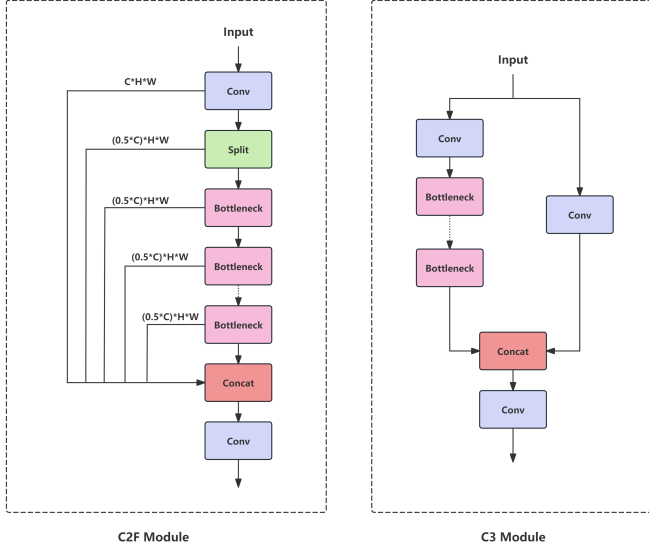 Input
C*H*W
Conv
(0.5*C)*H*W
Split
(0.5*C)*H*W
Bottleneck
(0.5*C)*H*W
Bottleneck
(0.5*C)*H*W
Bottleneck
Concat
Conv
C2F Module
Input
Conv
Bottleneck
Conv
Bottleneck
Concat
Conv
C3 Module